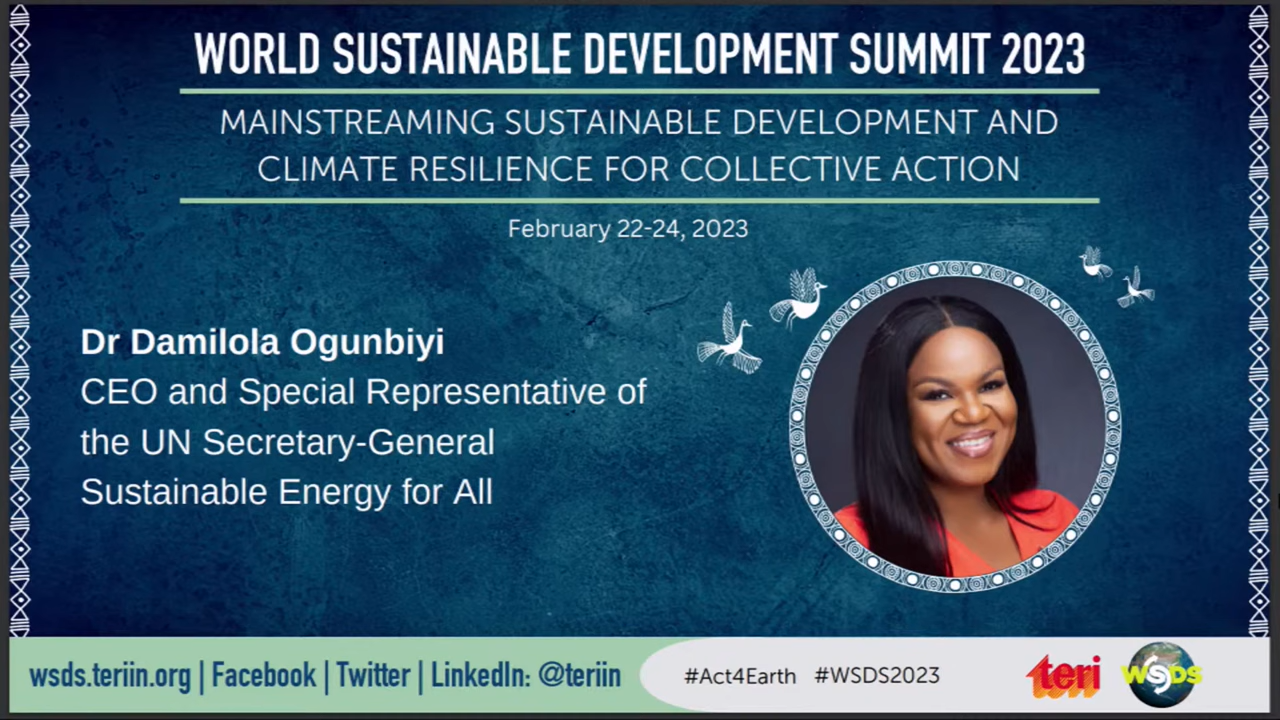 WORLD SUSTAINABLE DEVELOPMENT SUMMIT 2023
MAINSTREAMING SUSTAINABLE DEVELOPMENT AND
CLIMATE RESILIENCE FOR COLLECTIVE ACTION
February 22-24, 2023
Dr Damilola Ogunbiyi
CEO and Special Representative of
the UN Secretary-General
Sustainable Energy for All
wsds.teriin.org | Facebook | Twitter | LinkedIn: @teriin
#Act4Earth #WSDS2023
teri
WSDS